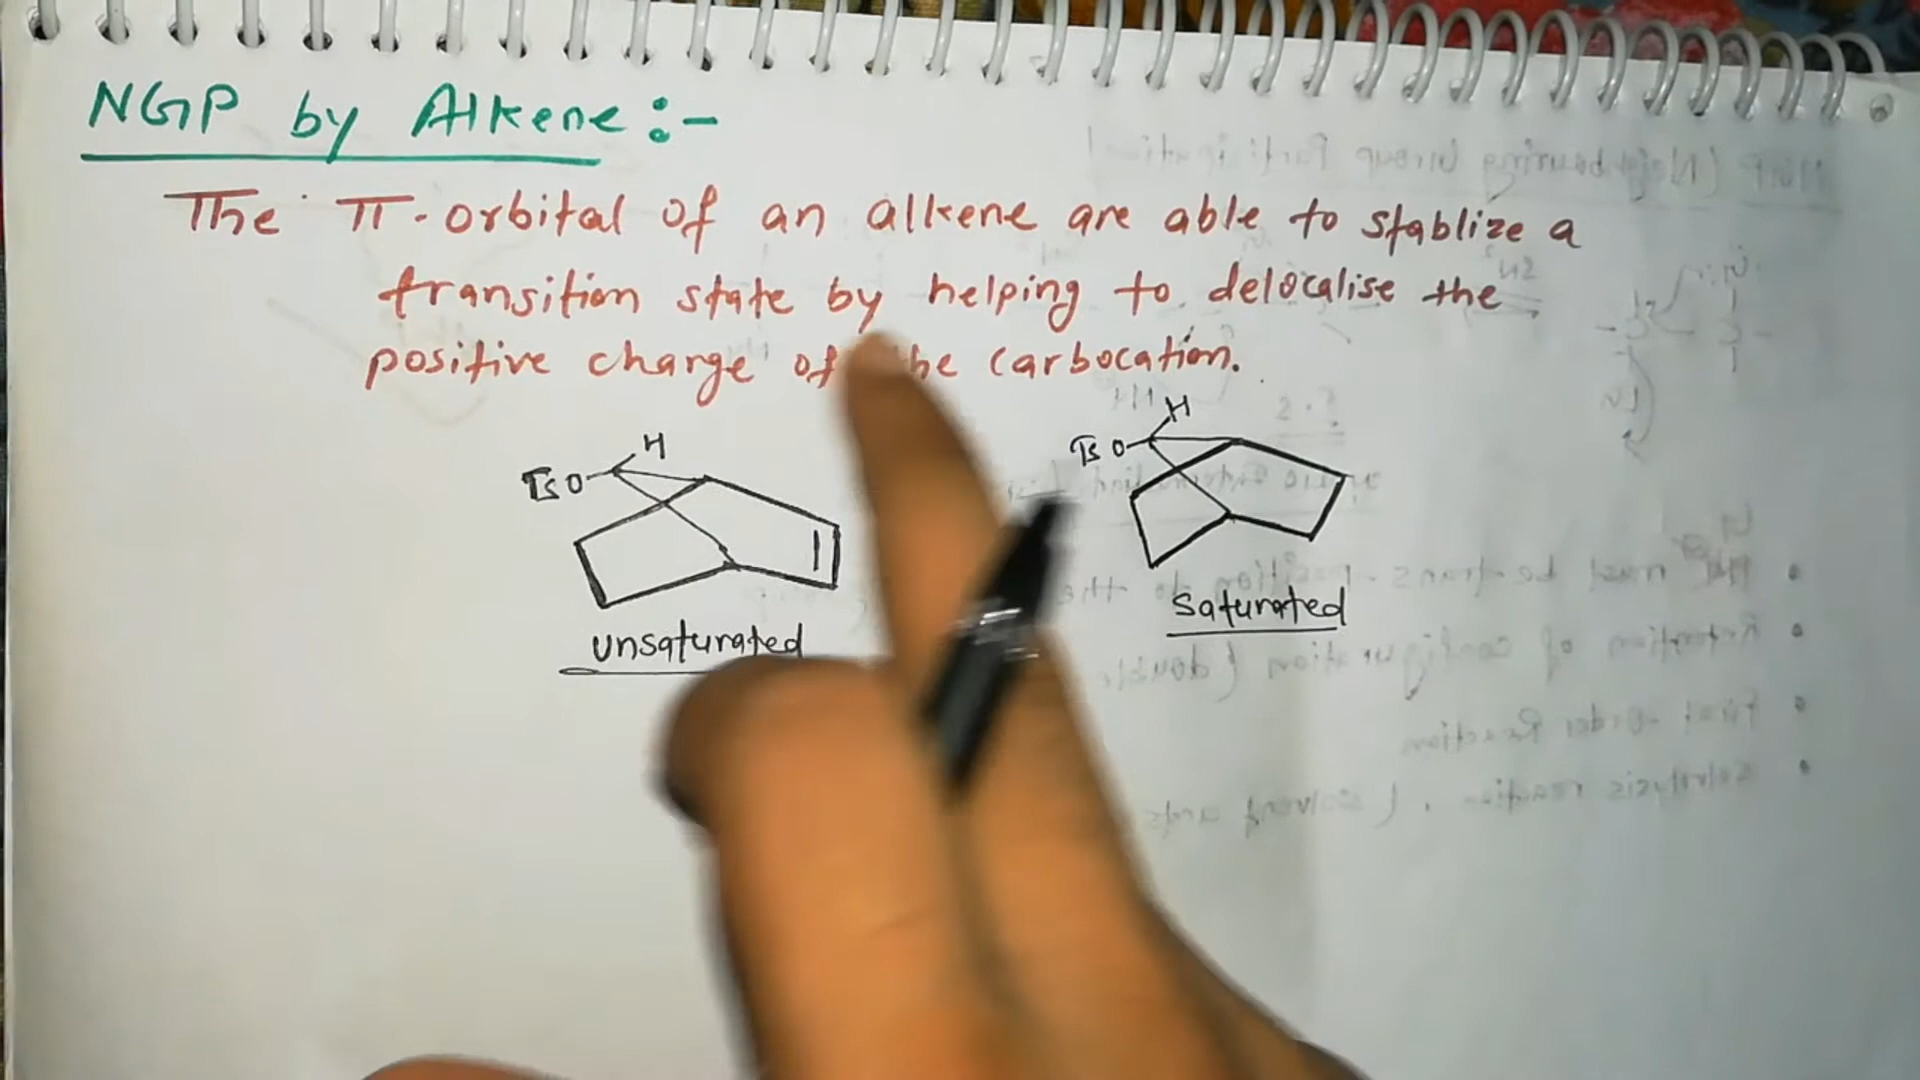 NGP by Alkene :-
The π-orbital of an alkene are able to stablize a
transition state by helping to delocalise the
positive charge of the carbocation.
H
TsO
H
TsO
unsaturated
saturated